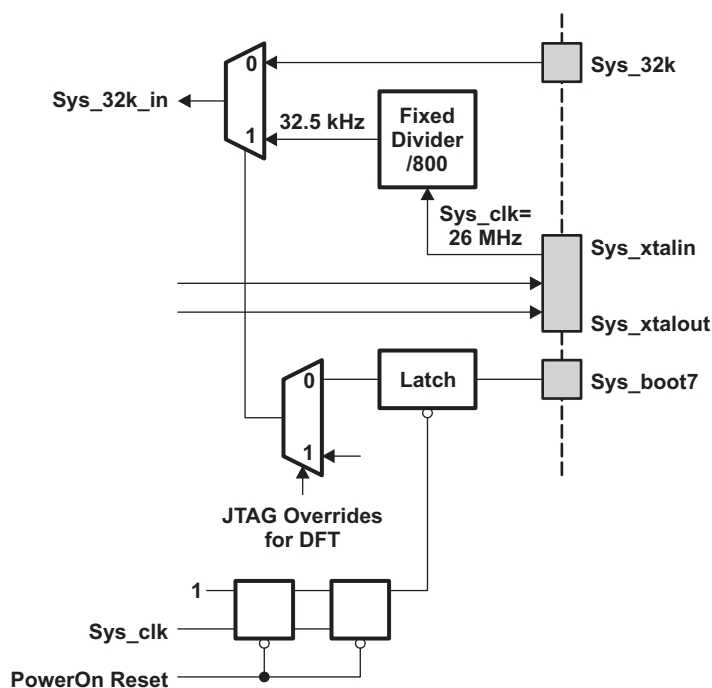 0
Sys_32k
Sys_32k_in
32.5 kHz
Fixed
Divider
/800
1
Sys_clk=
26 MHz
Sys_xtalin
Sys_xtalout
0
Latch
Sys_boot7
1
JTAG Overrides
for DFT
1
Sys_clk
PowerOn Reset